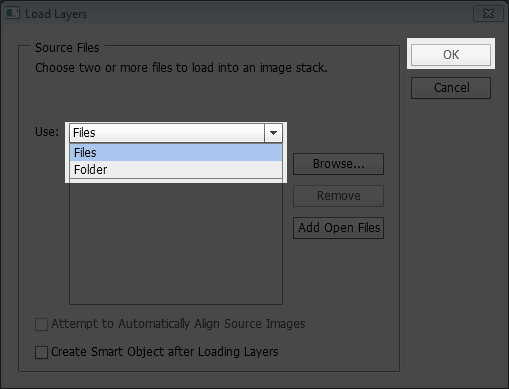 Load Layers
Source Files
Choose two or more files to load into an image stack.
OK
Cancel
Use: Files
Files
Folder
Browse...
Remove
Add Open Files
Attempt to Automatically Align Source Images
Create Smart Object after Loading Layers